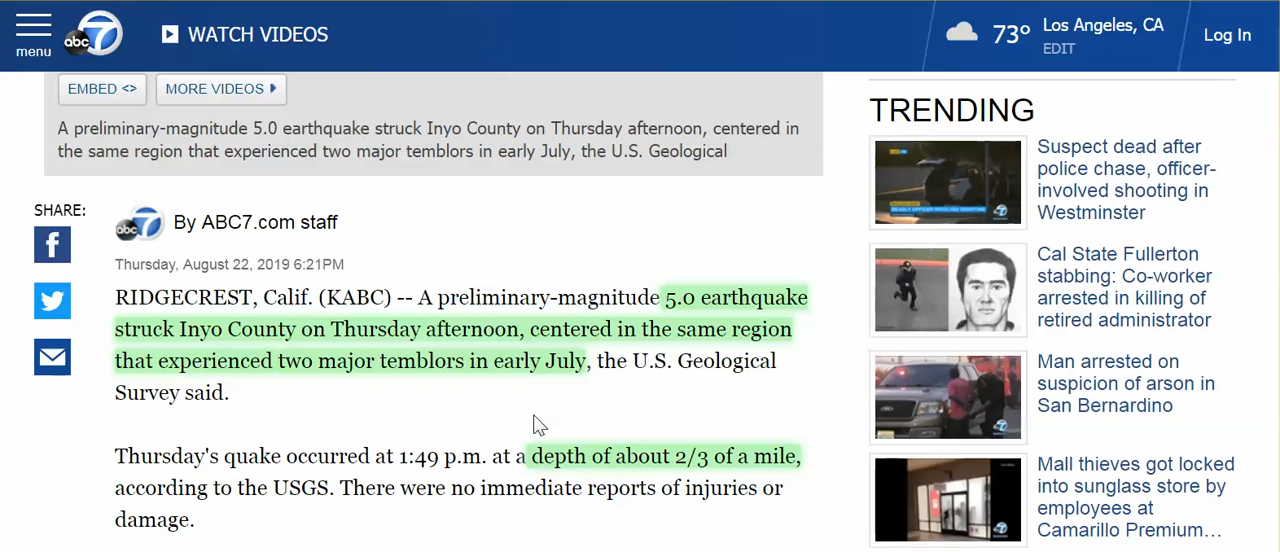 menu
abc 7
WATCH VIDEOS
73°
Los Angeles, CA
EDIT
Log In
EMBED <>
MORE VIDEOS
A preliminary-magnitude 5.0 earthquake struck Inyo County on Thursday afternoon, centered in
the same region that experienced two major temblors in early July, the U.S. Geological
SHARE:
abc 7
By ABC7.com staff
Thursday, August 22, 2019 6:21PM
RIDGECREST, Calif. (KABC) -- A preliminary-magnitude 5.0 earthquake
struck Inyo County on Thursday afternoon, centered in the same region
that experienced two major temblors in early July, the U.S. Geological
Survey said.
Thursday's quake occurred at 1:49 p.m. at a depth of about 2/3 of a mile,
according to the USGS. There were no immediate reports of injuries or
damage.
TRENDING
DEADLY OFFICER INVOLVED SHOOTING
Suspect dead after
police chase, officer-
involved shooting in
Westminster
Cal State Fullerton
stabbing: Co-worker
arrested in killing of
retired administrator
Man arrested on
suspicion of arson in
San Bernardino
Mall thieves got locked
into sunglass store by
employees at
Camarillo Premium...